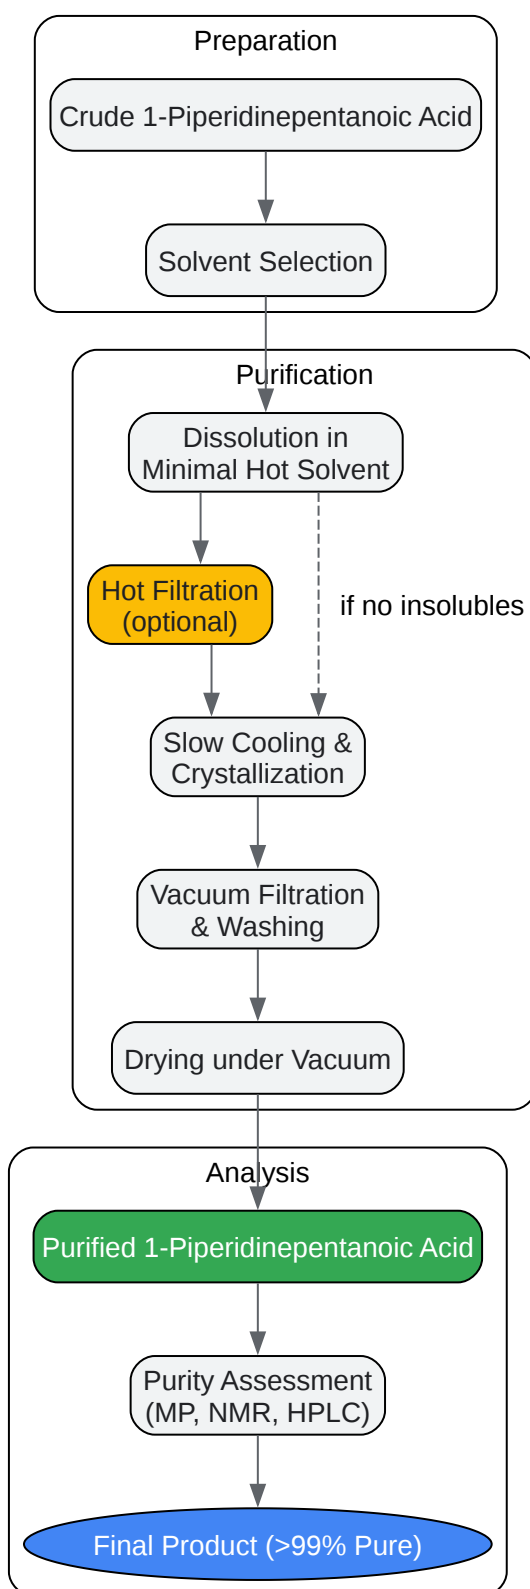 Preparation
Crude 1-Piperidinepentanoic Acid
Solvent Selection
Purification
Dissolution in
Minimal Hot Solvent
Hot Filtration
(optional)
if no insolubles
Slow Cooling &
Crystallization
Vacuum Filtration
& Washing
Drying under Vacuum
Analysis
Purified 1-Piperidinepentanoic Acid
Purity Assessment
(MP, NMR, HPLC)
Final Product (>99% Pure)